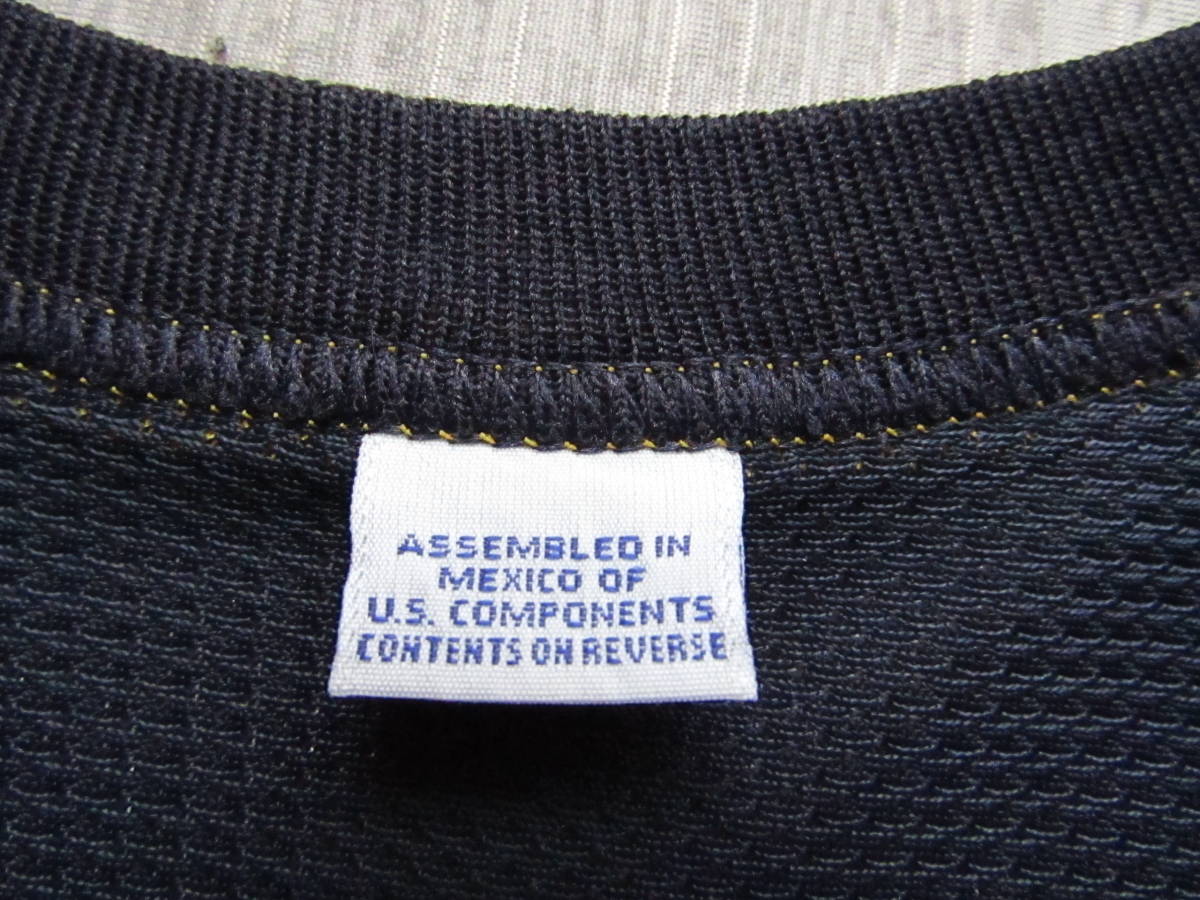 ASSEMBLED IN
MEXICO OF
U.S. COMPONENTS
CONTENTS ON REVERSE